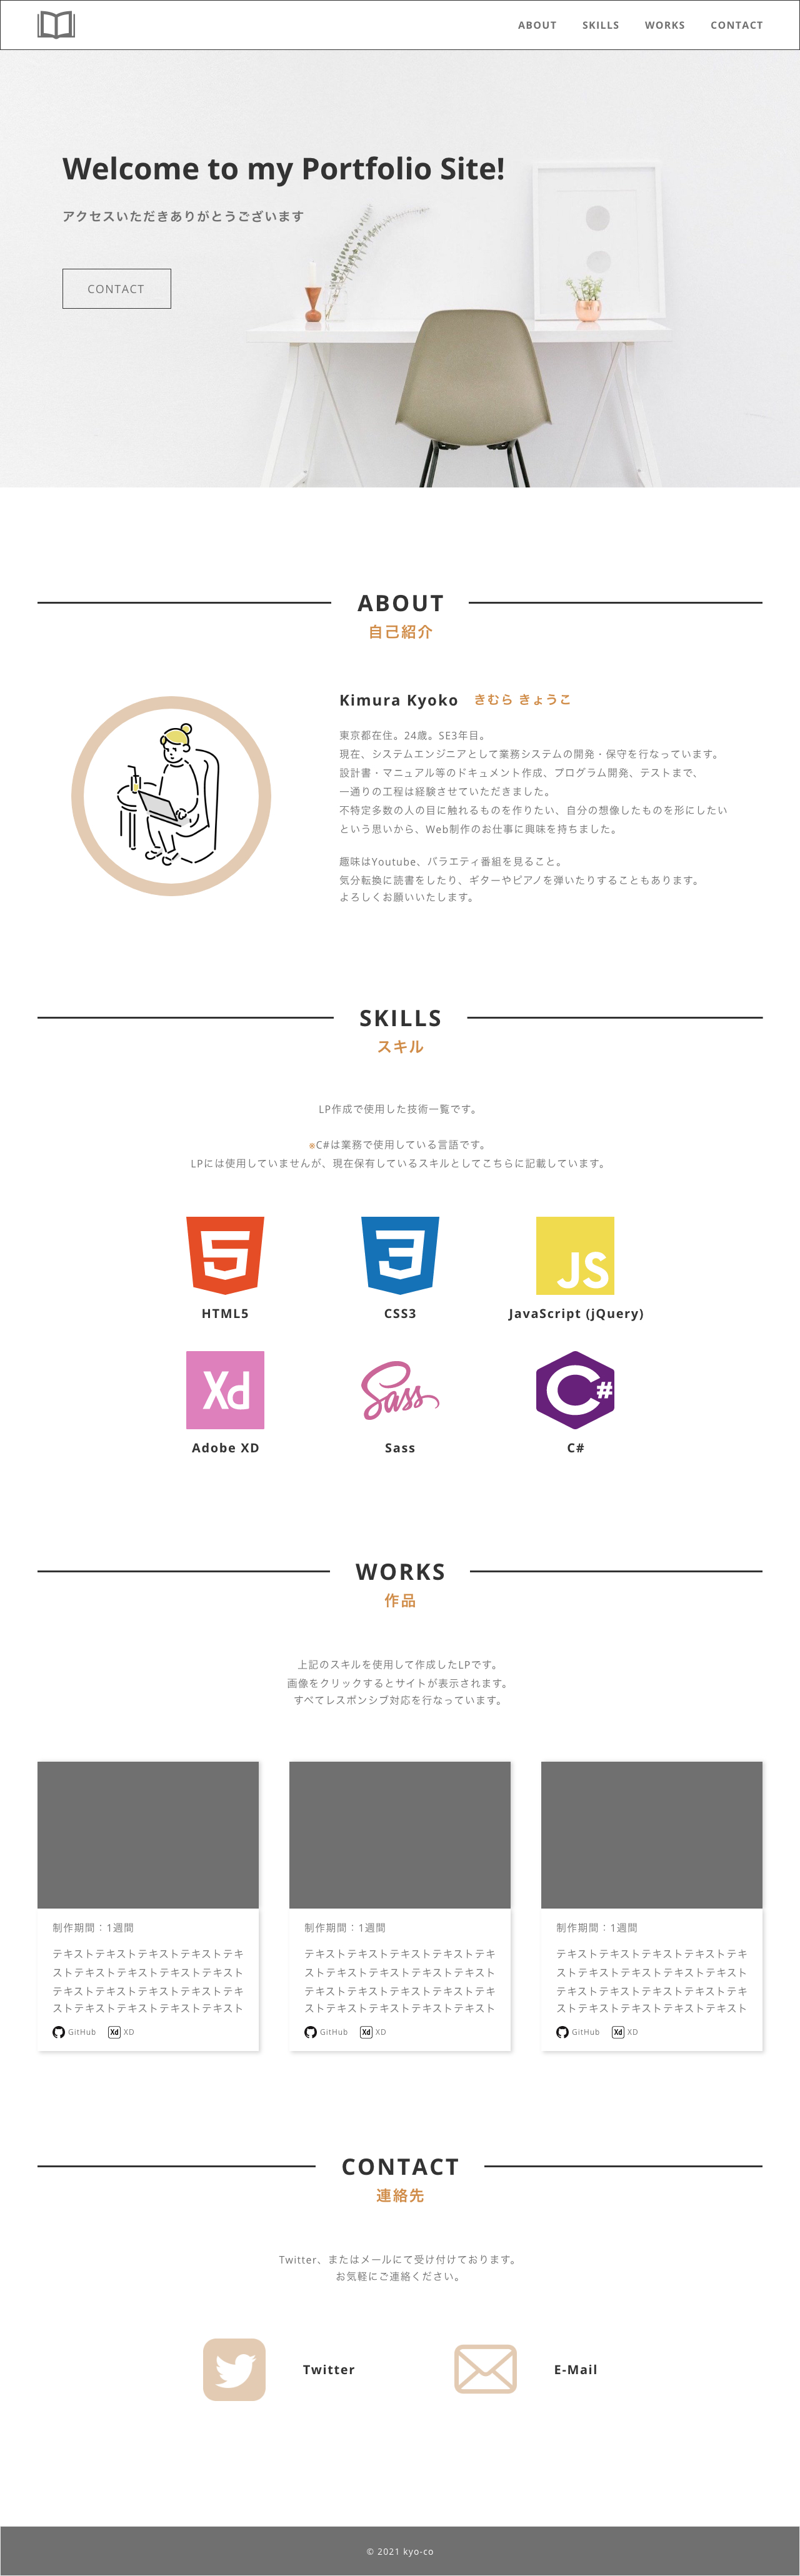 ABOUT SKILLS WORKS CONTACT
Welcome to my Portfolio Site!
アクセスいただきありがとうございます
CONTACT
ABOUT
自己紹介
Kimura Kyoko きむら きょうこ
東京都在住。24歳。SE3年目。
現在、システムエンジニアとして業務システムの開発・保守を行なっています。
設計書・マニュアル等のドキュメント作成、プログラム開発、テストまで、
一通りの工程は経験させていただきました。
不特定多数の人の目に触れるものを作りたい、自分の想像したものを形にしたい
という思いから、Web制作のお仕事に興味を持ちました。
趣味はYoutube、バラエティ番組を見ること。
気分転換に読書をしたり、ギターやピアノを弾いたりすることもあります。
よろしくお願いいたします。
SKILLS
スキル
LP作成で使用した技術一覧です。
※C#は業務で使用している言語です。
LPには使用していませんが、現在保有しているスキルとしてこちらに記載しています。
5 3 JS
HTML5 CSS3 JavaScript (jQuery)
Xd Sass C#
Adobe XD Sass C#
WORKS
作品
上記のスキルを使用して作成したLPです。
画像をクリックするとサイトが表示されます。
すべてレスポンシブ対応を行なっています。
制作期間：1週間
テキストテキストテキストテキストテキ
ストテキストテキストテキストテキスト
テキストテキストテキストテキストテキ
ストテキストテキストテキストテキスト
GitHub Xd XD
制作期間：1週間
テキストテキストテキストテキストテキ
ストテキストテキストテキストテキスト
テキストテキストテキストテキストテキ
ストテキストテキストテキストテキスト
GitHub Xd XD
制作期間：1週間
テキストテキストテキストテキストテキ
ストテキストテキストテキストテキスト
テキストテキストテキストテキストテキ
ストテキストテキストテキストテキスト
GitHub Xd XD
CONTACT
連絡先
Twitter、またはメールにて受け付けております。
お気軽にご連絡ください。
Twitter E-Mail
© 2021 kyo-co